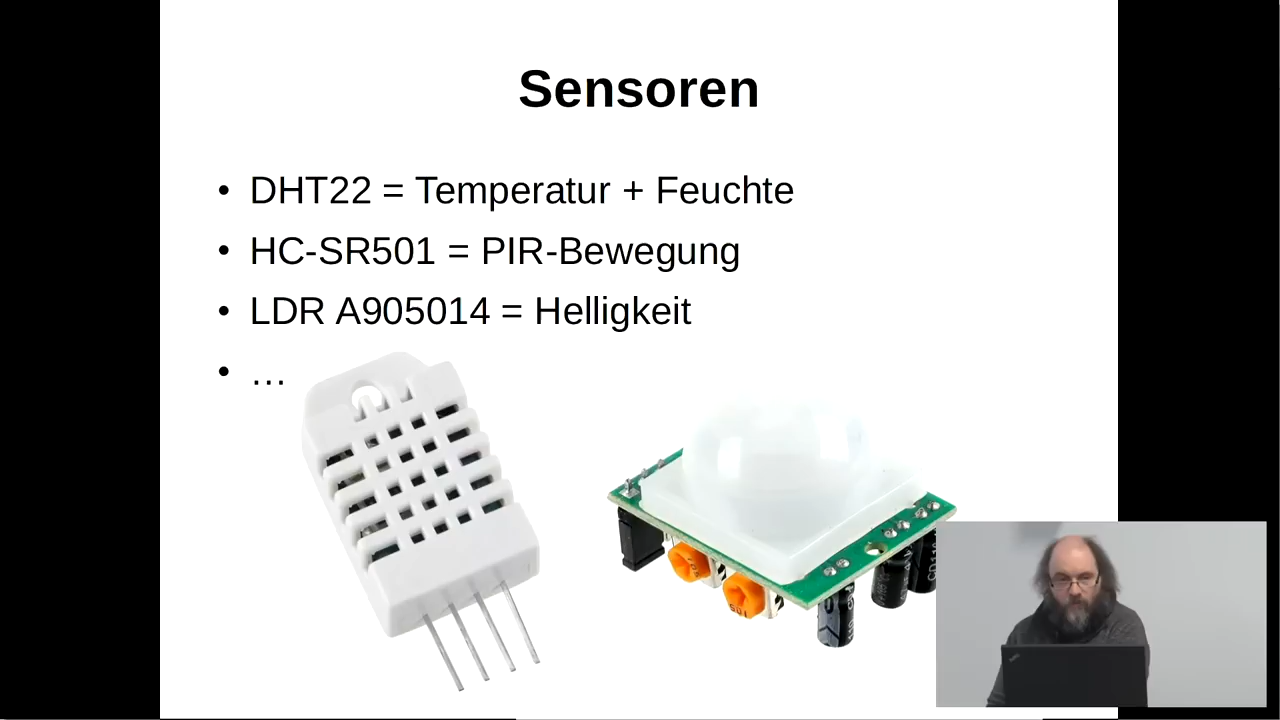 Sensoren
• DHT22 = Temperatur + Feuchte
• HC-SR501 = PIR-Bewegung
• LDR A905014 = Helligkeit
• …